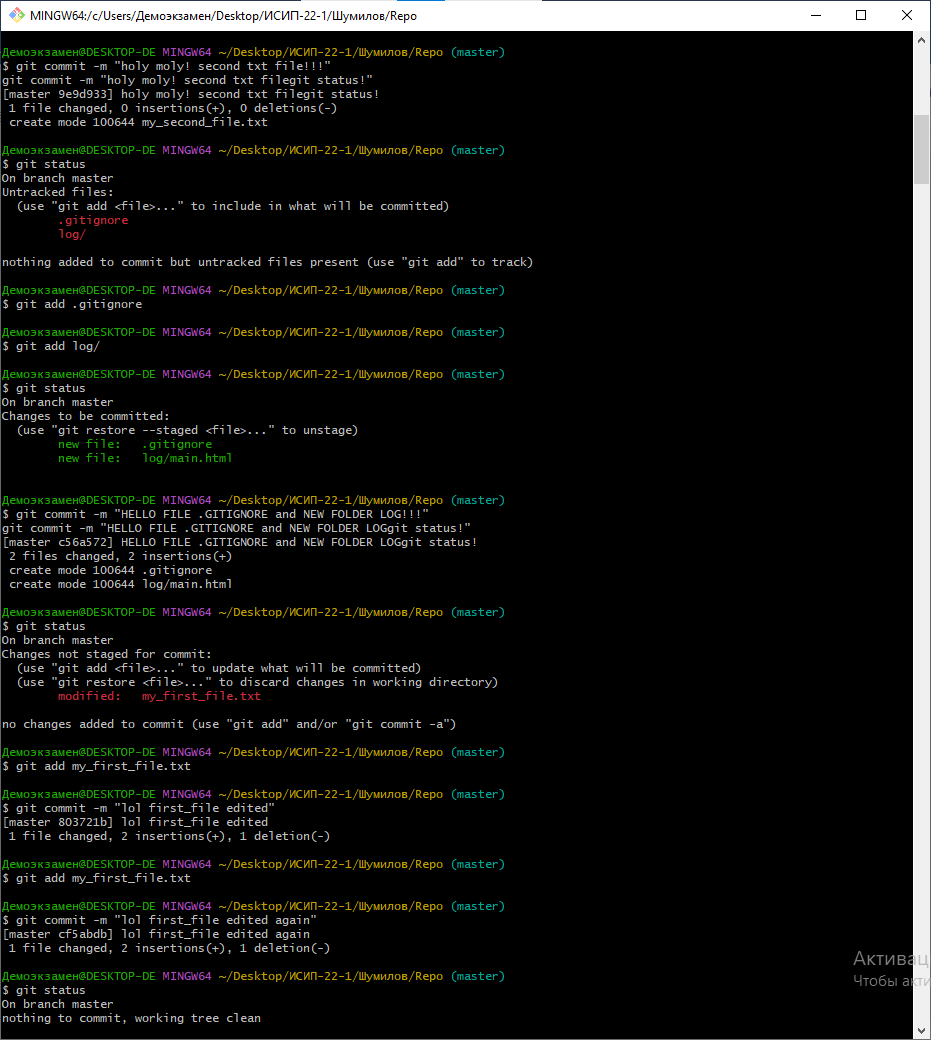 MINGW64:/c/Users/Демоэкзамен/Desktop/ИСИП-22-1/Шумилов/Repo
Демоэкзамен@DESKTOP-DE MINGW64 ~/Desktop/ИСИП-22-1/Шумилов/Repo (master)
$ git commit -m "holy moly! second txt file!!!"
git commit -m "holy moly! second txt filegit status!"
[master 9e9d933] holy moly! second txt filegit status!
 1 file changed, 0 insertions(+), 0 deletions(-)
 create mode 100644 my_second_file.txt
Демоэкзамен@DESKTOP-DE MINGW64 ~/Desktop/ИСИП-22-1/Шумилов/Repo (master)
$ git status
On branch master
Untracked files:
  (use "git add <file>..." to include in what will be committed)
        .gitignore
        log/
nothing added to commit but untracked files present (use "git add" to track)
Демоэкзамен@DESKTOP-DE MINGW64 ~/Desktop/ИСИП-22-1/Шумилов/Repo (master)
$ git add .gitignore
Демоэкзамен@DESKTOP-DE MINGW64 ~/Desktop/ИСИП-22-1/Шумилов/Repo (master)
$ git add log/
Демоэкзамен@DESKTOP-DE MINGW64 ~/Desktop/ИСИП-22-1/Шумилов/Repo (master)
$ git status
On branch master
Changes to be committed:
  (use "git restore --staged <file>..." to unstage)
        new file:   .gitignore
        new file:   log/main.html
Демоэкзамен@DESKTOP-DE MINGW64 ~/Desktop/ИСИП-22-1/Шумилов/Repo (master)
$ git commit -m "HELLO FILE .GITIGNORE and NEW FOLDER LOG!!!"
git commit -m "HELLO FILE .GITIGNORE and NEW FOLDER LOGgit status!"
[master c56a572] HELLO FILE .GITIGNORE and NEW FOLDER LOGgit status!
 2 files changed, 2 insertions(+)
 create mode 100644 .gitignore
 create mode 100644 log/main.html
Демоэкзамен@DESKTOP-DE MINGW64 ~/Desktop/ИСИП-22-1/Шумилов/Repo (master)
$ git status
On branch master
Changes not staged for commit:
  (use "git add <file>..." to update what will be committed)
  (use "git restore <file>..." to discard changes in working directory)
        modified:   my_first_file.txt
no changes added to commit (use "git add" and/or "git commit -a")
Демоэкзамен@DESKTOP-DE MINGW64 ~/Desktop/ИСИП-22-1/Шумилов/Repo (master)
$ git add my_first_file.txt
Демоэкзамен@DESKTOP-DE MINGW64 ~/Desktop/ИСИП-22-1/Шумилов/Repo (master)
$ git commit -m "lol first_file edited"
[master 803721b] lol first_file edited
 1 file changed, 2 insertions(+), 1 deletion(-)
Демоэкзамен@DESKTOP-DE MINGW64 ~/Desktop/ИСИП-22-1/Шумилов/Repo (master)
$ git add my_first_file.txt
Демоэкзамен@DESKTOP-DE MINGW64 ~/Desktop/ИСИП-22-1/Шумилов/Repo (master)
$ git commit -m "lol first_file edited again"
[master cf5abdb] lol first_file edited again
 1 file changed, 2 insertions(+), 1 deletion(-)
Активац
Демоэкзамен@DESKTOP-DE MINGW64 ~/Desktop/ИСИП-22-1/Шумилов/Repo (master)
Чтобы акти
$ git status
On branch master
nothing to commit, working tree clean